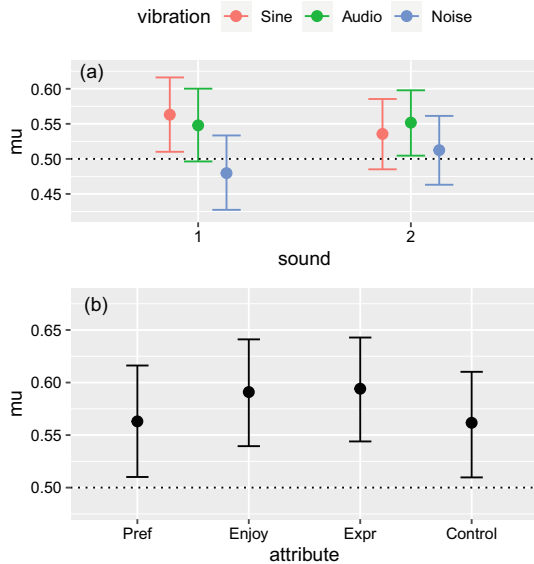 vibration Sine Audio Noise
(a)
0.60
0.55
0.50
0.45
mu
1 2
sound
(b)
0.65
0.60
0.55
0.50
mu
Pref Enjoy Expr Control
attribute